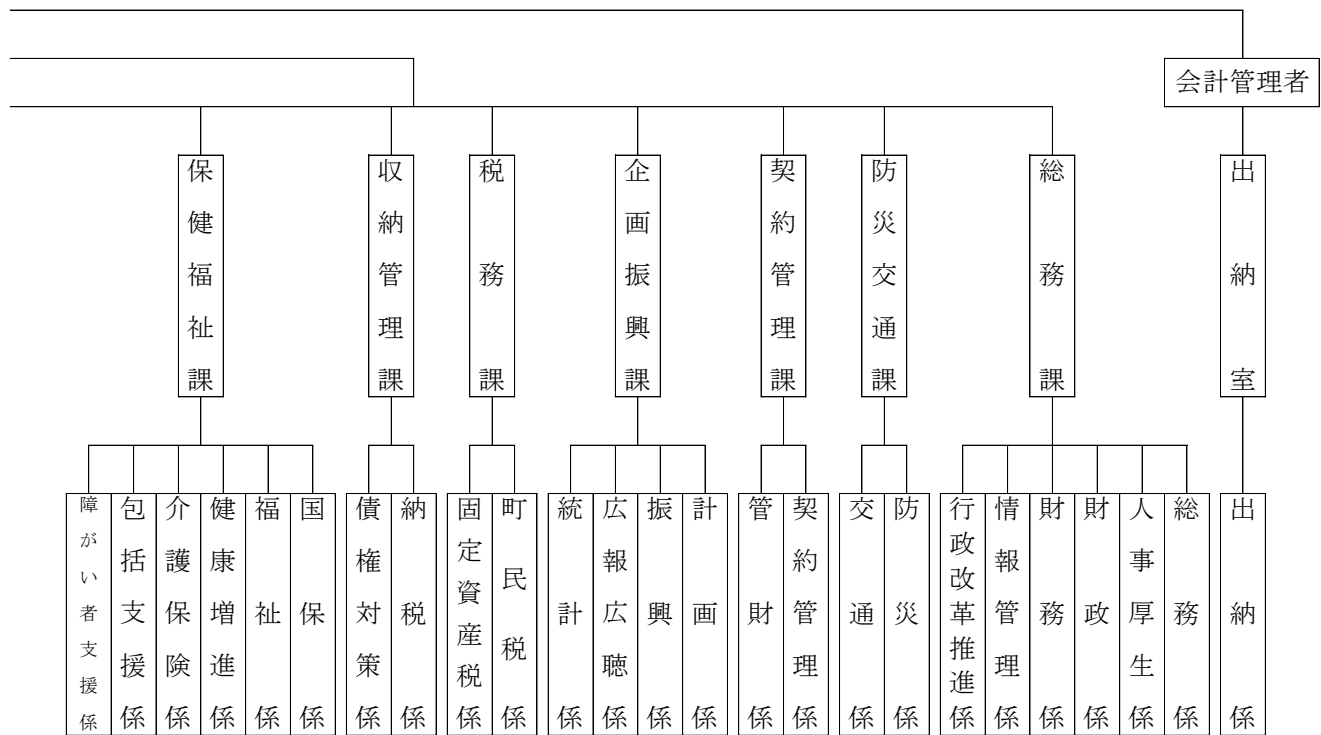 会計管理者
出納室
総務課
防災交通課
契約管理課
企画振興課
税務課
収納管理課
保健福祉課
出納係
総務係
人事厚生係
財政係
財務係
情報管理係
行政改革推進係
防災係
交通係
契約管理係
管財係
計画係
振興係
広報広聴係
統計係
町民税係
固定資産税係
納税係
債権対策係
国保係
福祉係
健康増進係
介護保険係
包括支援係
障がい者支援係